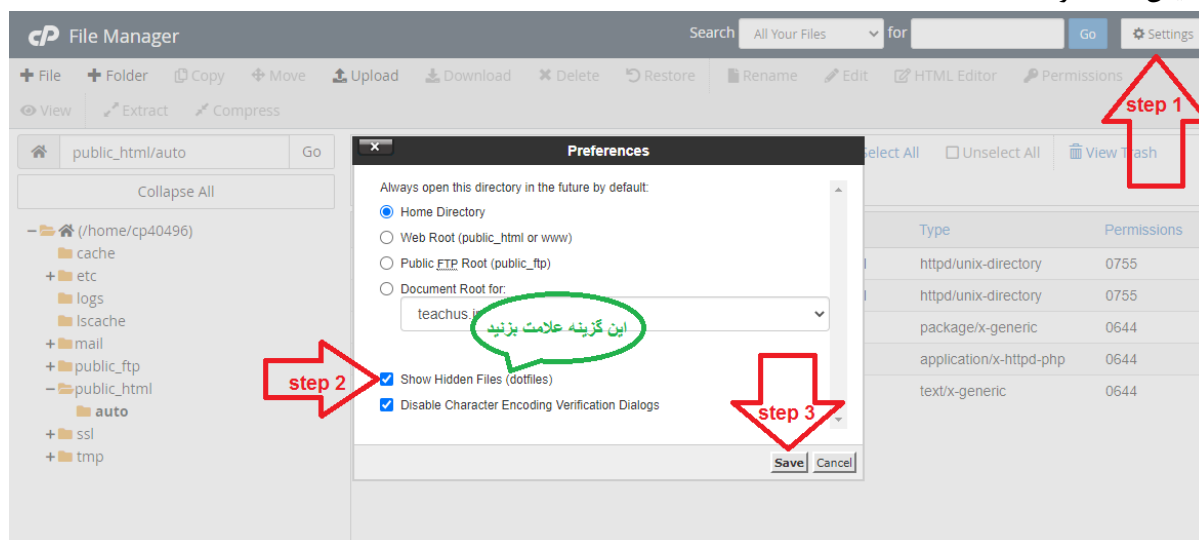 cP File Manager
Search All Your Files for Go Settings
File Folder Copy Move Upload Download Delete Restore Rename Edit HTML Editor Permissions
View Extract Compress
step 1
public_html/auto Go
Collapse All
Preferences
Select All Unselect All View Trash
Always open this directory in the future by default:
Home Directory
Web Root (public_html or www)
Public FTP Root (public_ftp)
Document Root for:
teachus.i
این گزینه علامت بزنید
step 2
Show Hidden Files (dotfiles)
Disable Character Encoding Verification Dialogs
step 3
Save Cancel
(/home/cp40496)
cache
etc
logs
lscache
mail
public_ftp
public_html
auto
ssl
tmp
Type Permissions
httpd/unix-directory 0755
httpd/unix-directory 0755
package/x-generic 0644
application/x-httpd-php 0644
text/x-generic 0644